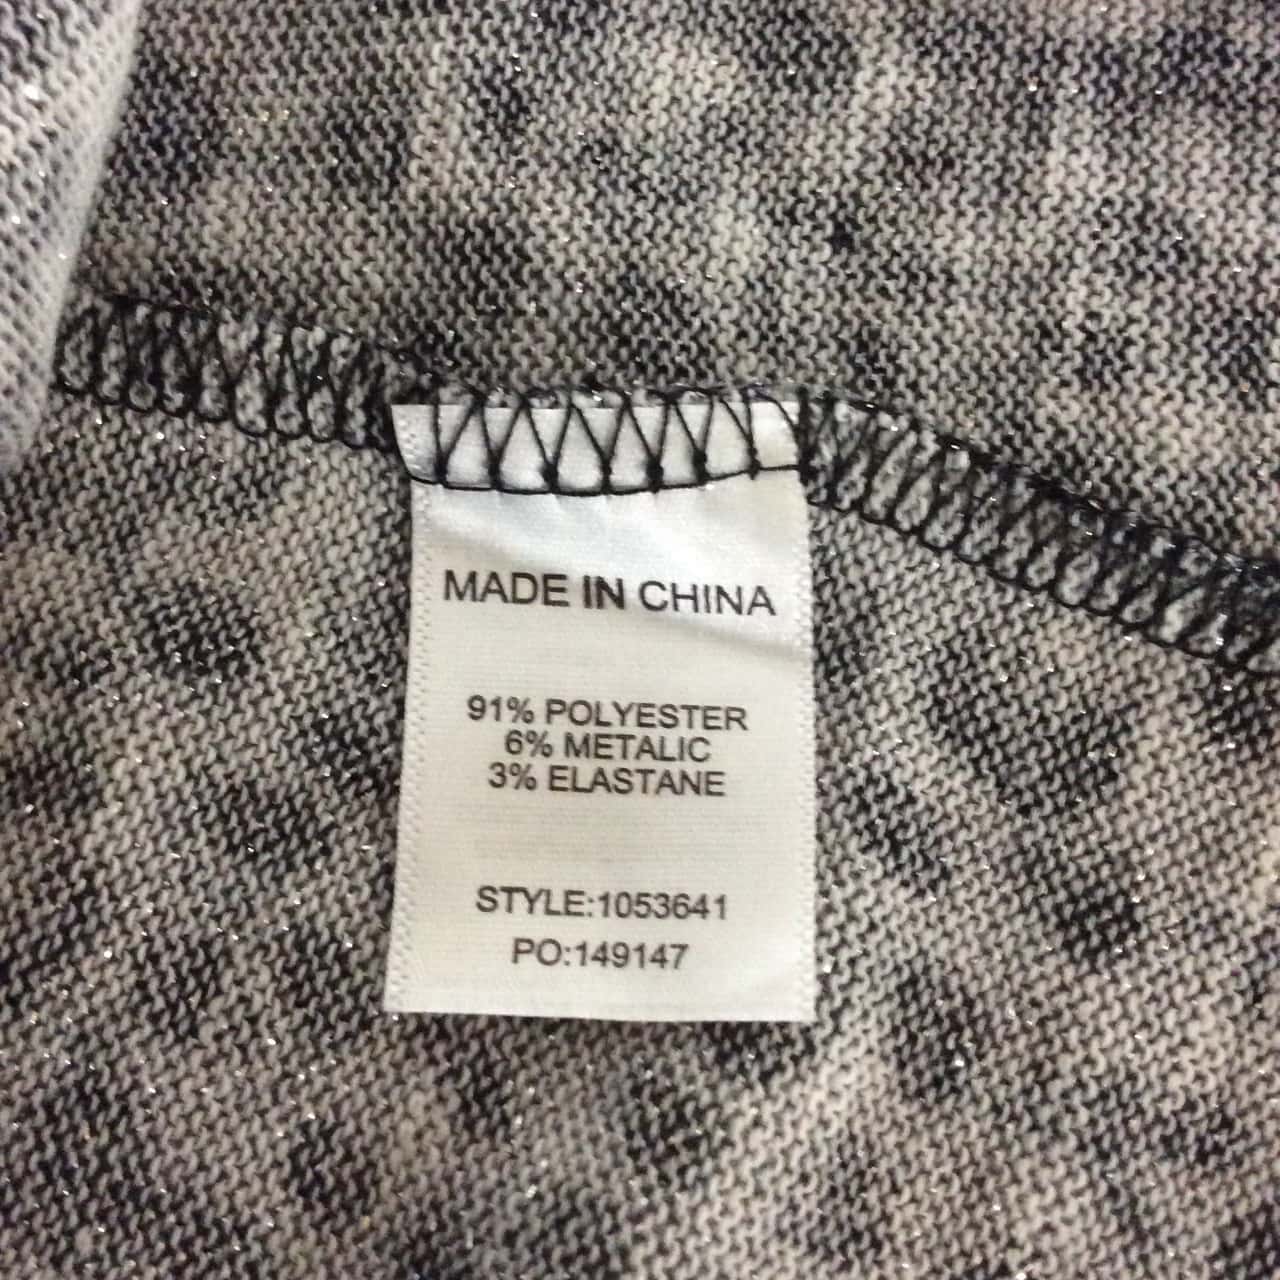 MADE IN CHINA
91% POLYESTER
6% METALIC
3% ELASTANE
STYLE:1053641
PO:149147